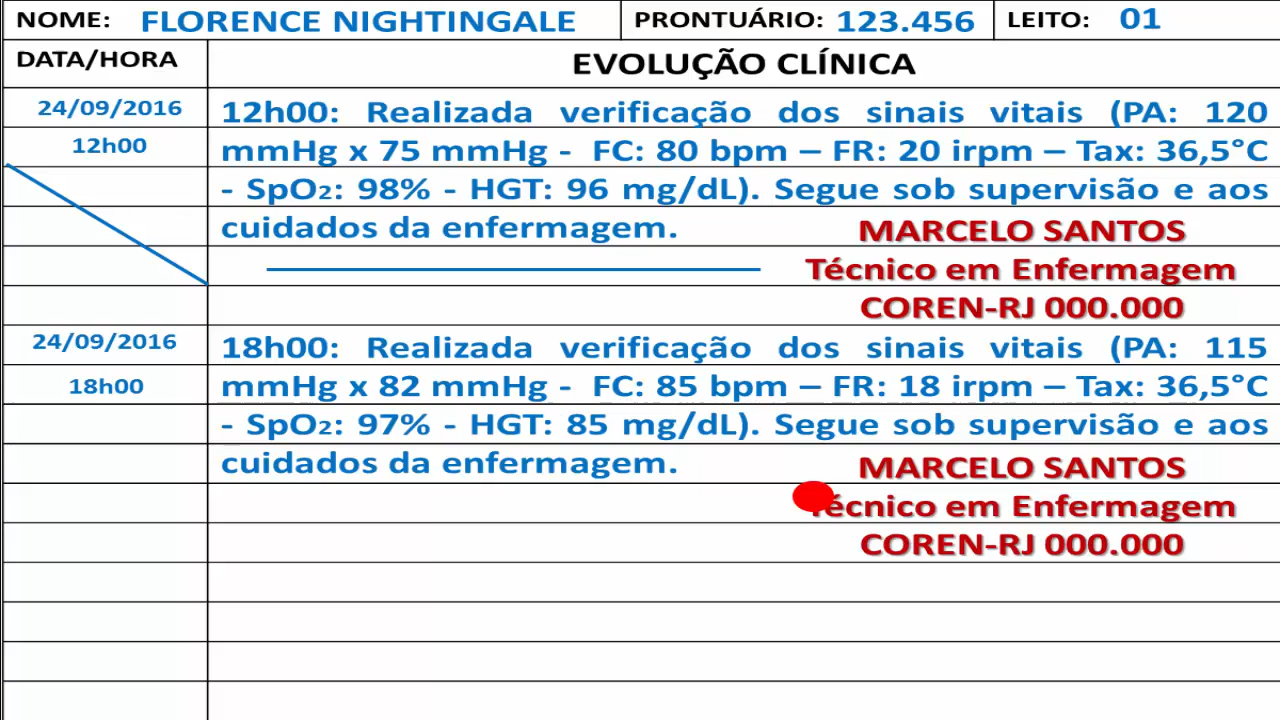 NOME: FLORENCE NIGHTINGALE PRONTUÁRIO: 123.456 LEITO: 01
DATA/HORA EVOLUÇÃO CLÍNICA
24/09/2016 12h00: Realizada verificação dos sinais vitais (PA: 120
12h00 mmHg x 75 mmHg - FC: 80 bpm – FR: 20 irpm – Tax: 36,5°C
- SpO2: 98% - HGT: 96 mg/dL). Segue sob supervisão e aos
cuidados da enfermagem. MARCELO SANTOS
Técnico em Enfermagem
COREN-RJ 000.000
24/09/2016 18h00: Realizada verificação dos sinais vitais (PA: 115
18h00 mmHg x 82 mmHg - FC: 85 bpm – FR: 18 irpm – Tax: 36,5°C
- SpO2: 97% - HGT: 85 mg/dL). Segue sob supervisão e aos
cuidados da enfermagem. MARCELO SANTOS
Técnico em Enfermagem
COREN-RJ 000.000